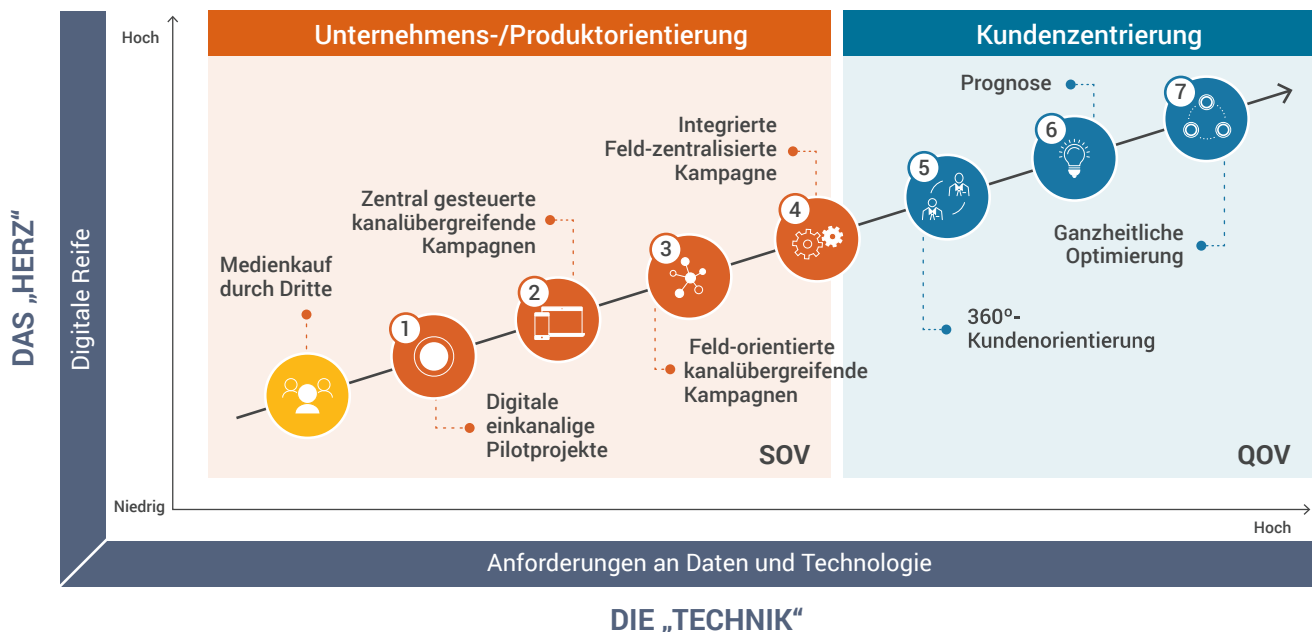 Unternehmens-/Produktorientierung
Kundenzentrierung
Hoch
DAS „HERZ“
Digitale Reife
Niedrig
Medienkauf
durch Dritte
1
Digitale
einkanalige
Pilotprojekte
Zentral gesteuerte
kanalübergreifende
Kampagnen
2
3
Feld-orientierte
kanalübergreifende
Kampagnen
Integrierte
Feld-zentralisierte
Kampagne
4
SOV
5
360º-
Kundenorientierung
Prognose
6
7
Ganzheitliche
Optimierung
QOV
Hoch
Anforderungen an Daten und Technologie
DIE „TECHNIK“